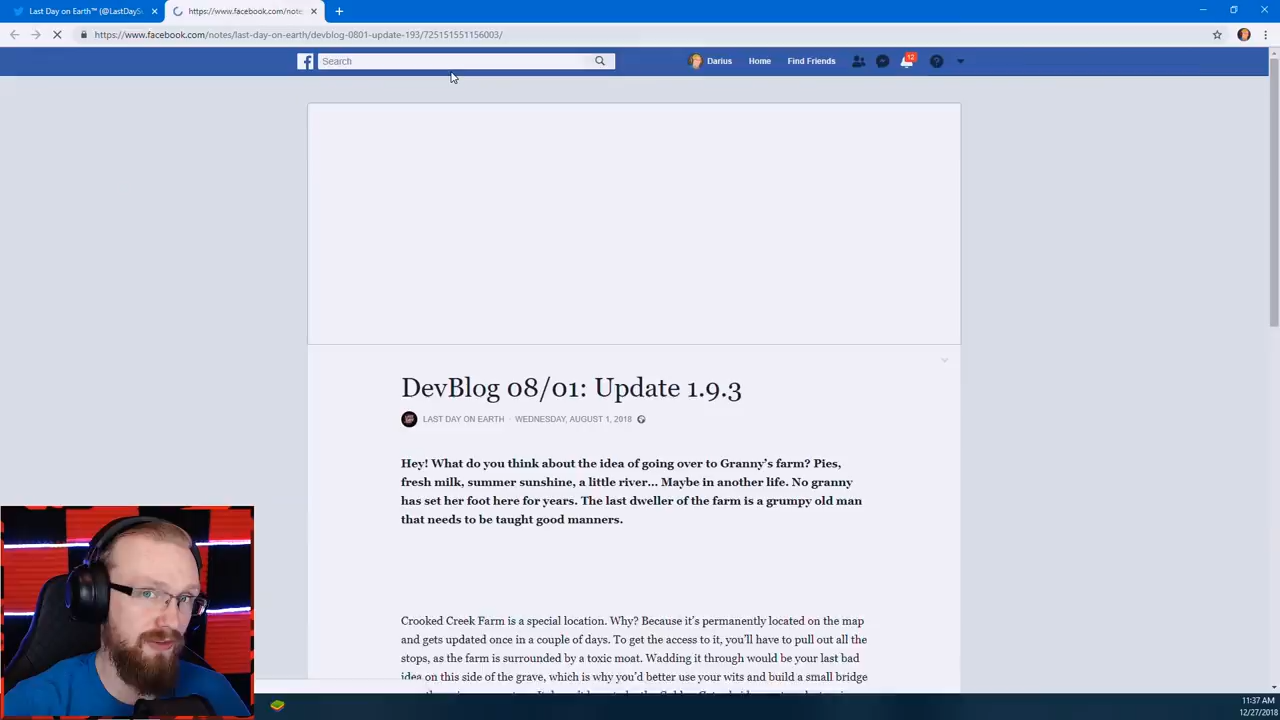 Last Day on Earth™ (@LastDayS
https://www.facebook.com/note
https://www.facebook.com/notes/last-day-on-earth/devblog-0801-update-193/725151551156003/
Search
Darius
Home
Find Friends
12
DevBlog 08/01: Update 1.9.3
LAST DAY ON EARTH · WEDNESDAY, AUGUST 1, 2018
Hey! What do you think about the idea of going over to Granny's farm? Pies,
fresh milk, summer sunshine, a little river... Maybe in another life. No granny
has set her foot here for years. The last dweller of the farm is a grumpy old man
that needs to be taught good manners.
Crooked Creek Farm is a special location. Why? Because it's permanently located on the map
and gets updated once in a couple of days. To get the access to it, you'll have to pull out all the
stops, as the farm is surrounded by a toxic moat. Wadding it through would be your last bad
idea on this side of the grave, which is why you'd better use your wits and build a small bridge
11:37 AM
12/27/2018